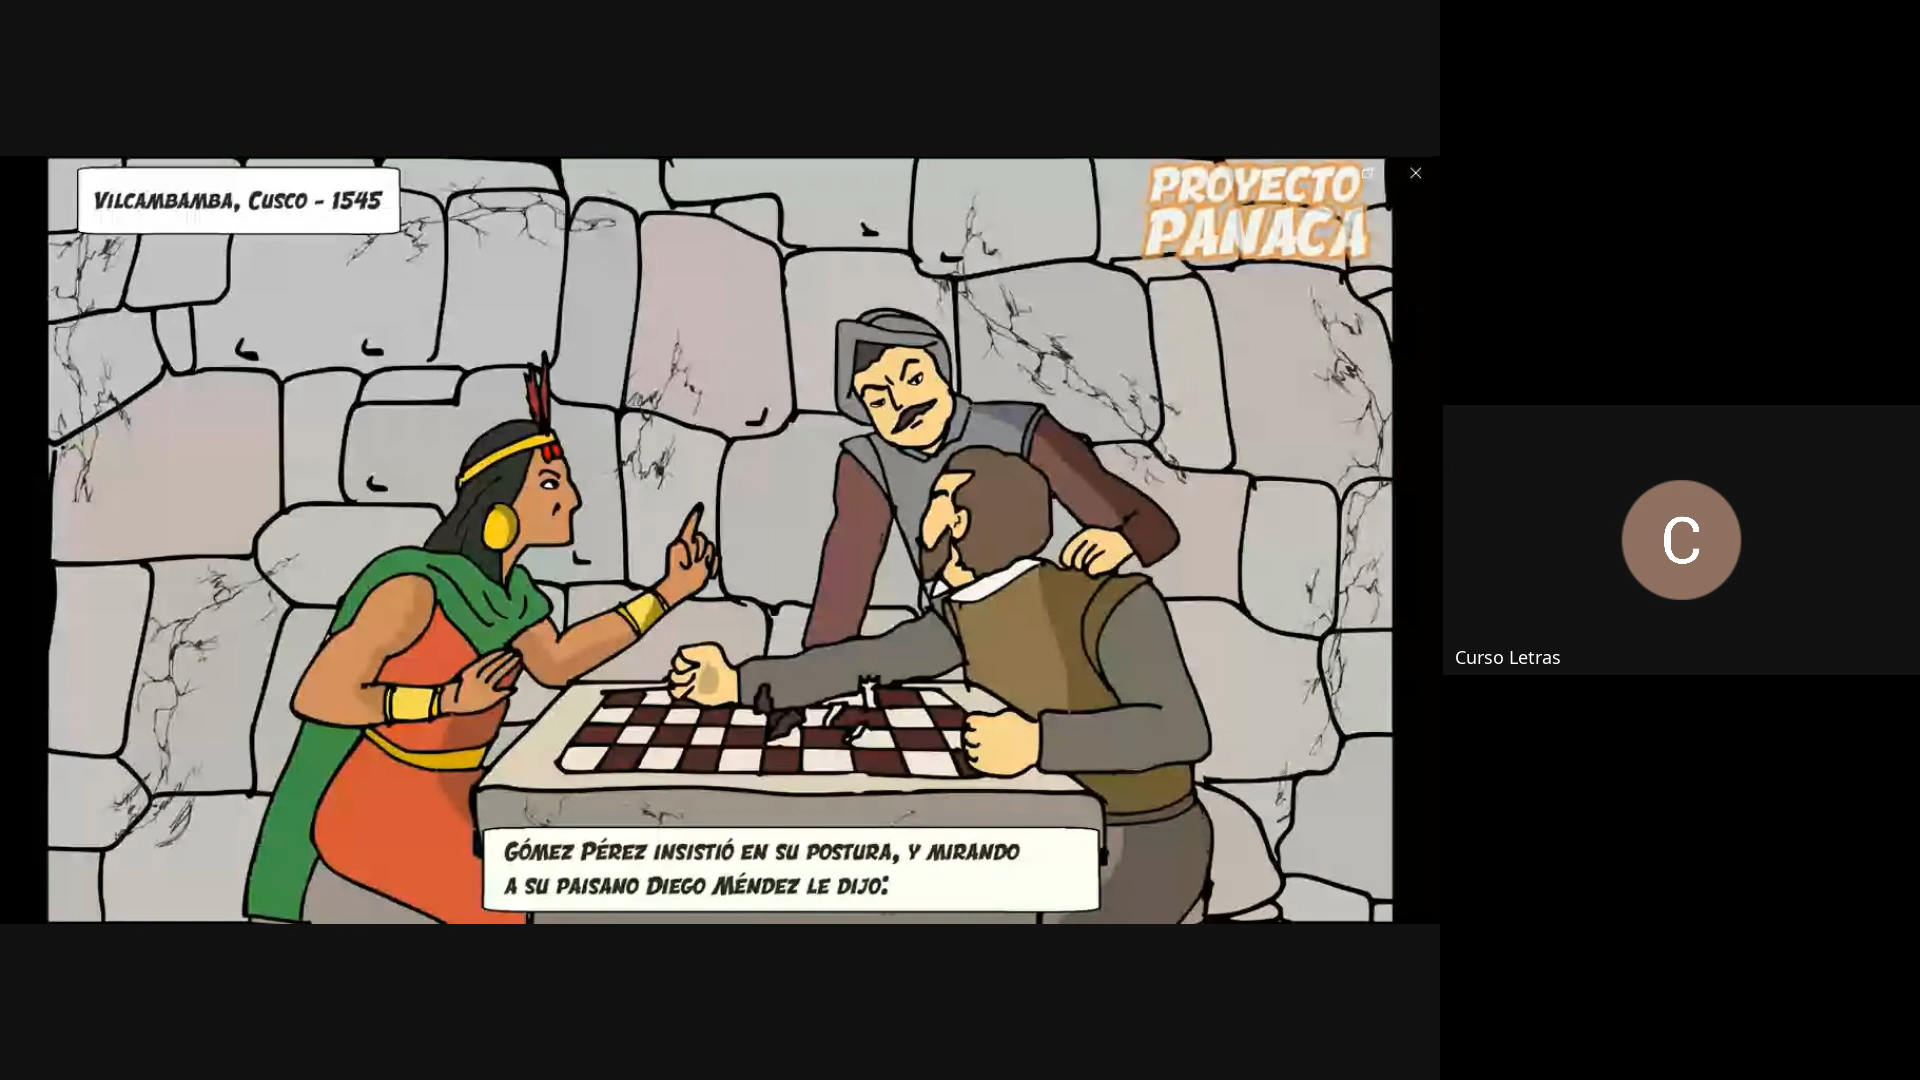 VILCAMBAMBA, CUSCO - 1545
PROYECTO
PANACA
GÓMEZ PÉREZ INSISTIÓ EN SU POSTURA, Y MIRANDO
A SU PAISANO DIEGO MÉNDEZ LE DIJO:
C
Curso Letras